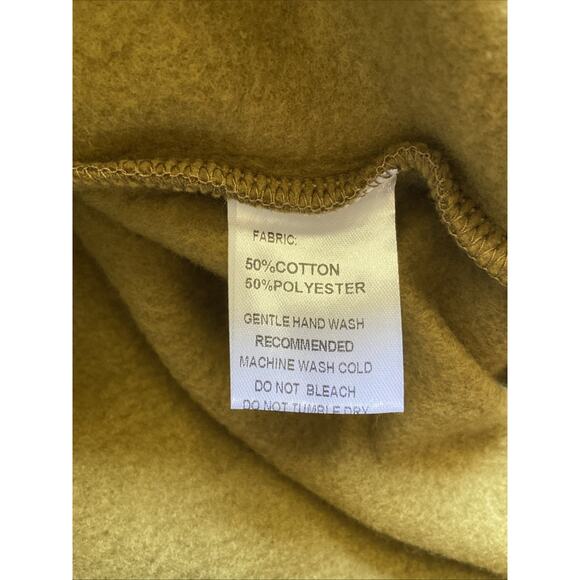 FABRIC:
50%COTTON
50%POLYESTER
GENTLE HAND WASH
RECOMMENDED
MACHINE WASH COLD
DO NOT BLEACH
DO NOT TUMBLE DRY